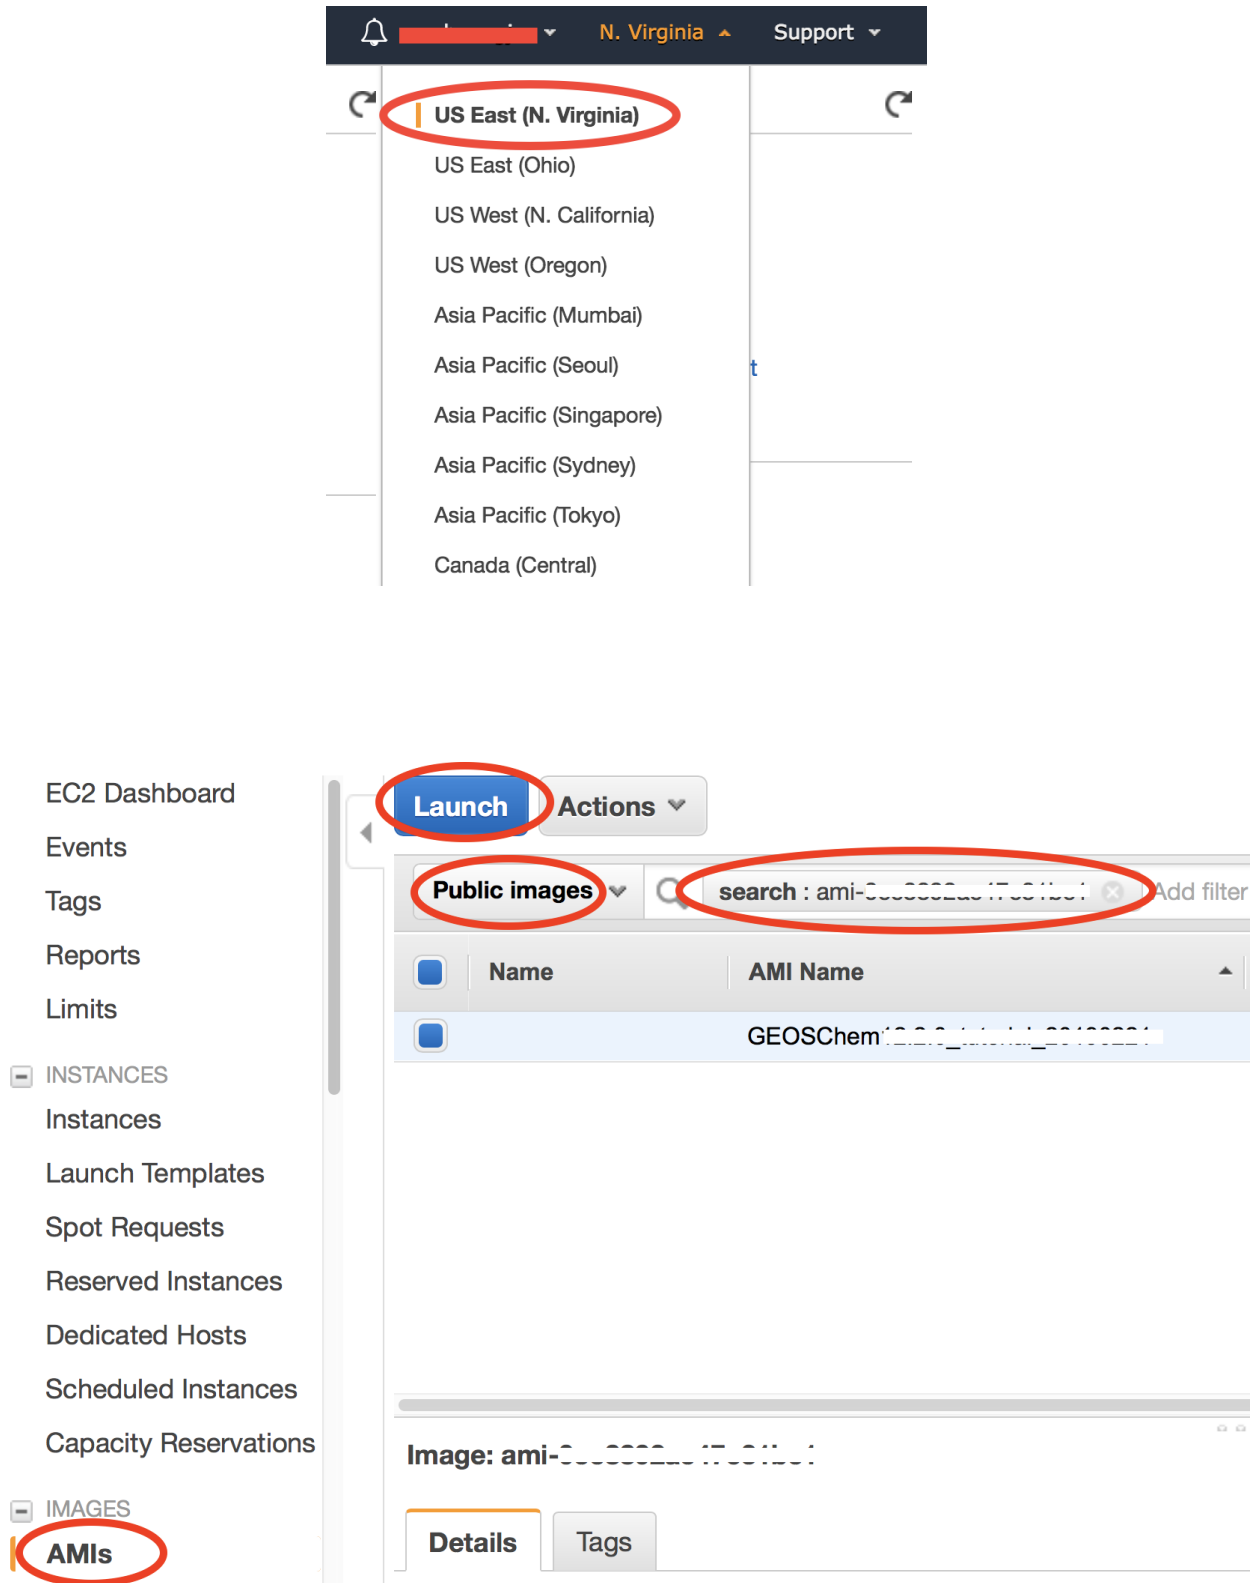 N. Virginia Support
US East (N. Virginia)
US East (Ohio)
US West (N. California)
US West (Oregon)
Asia Pacific (Mumbai)
Asia Pacific (Seoul)
t
Asia Pacific (Singapore)
Asia Pacific (Sydney)
Asia Pacific (Tokyo)
Canada (Central)
EC2 Dashboard
Events
Tags
Reports
Limits
INSTANCES
Instances
Launch Templates
Spot Requests
Reserved Instances
Dedicated Hosts
Scheduled Instances
Capacity Reservations
IMAGES
AMIs
Launch Actions
Public images search : ami- Add filter
Name AMI Name
GEOSChem
Image: ami-
Details Tags